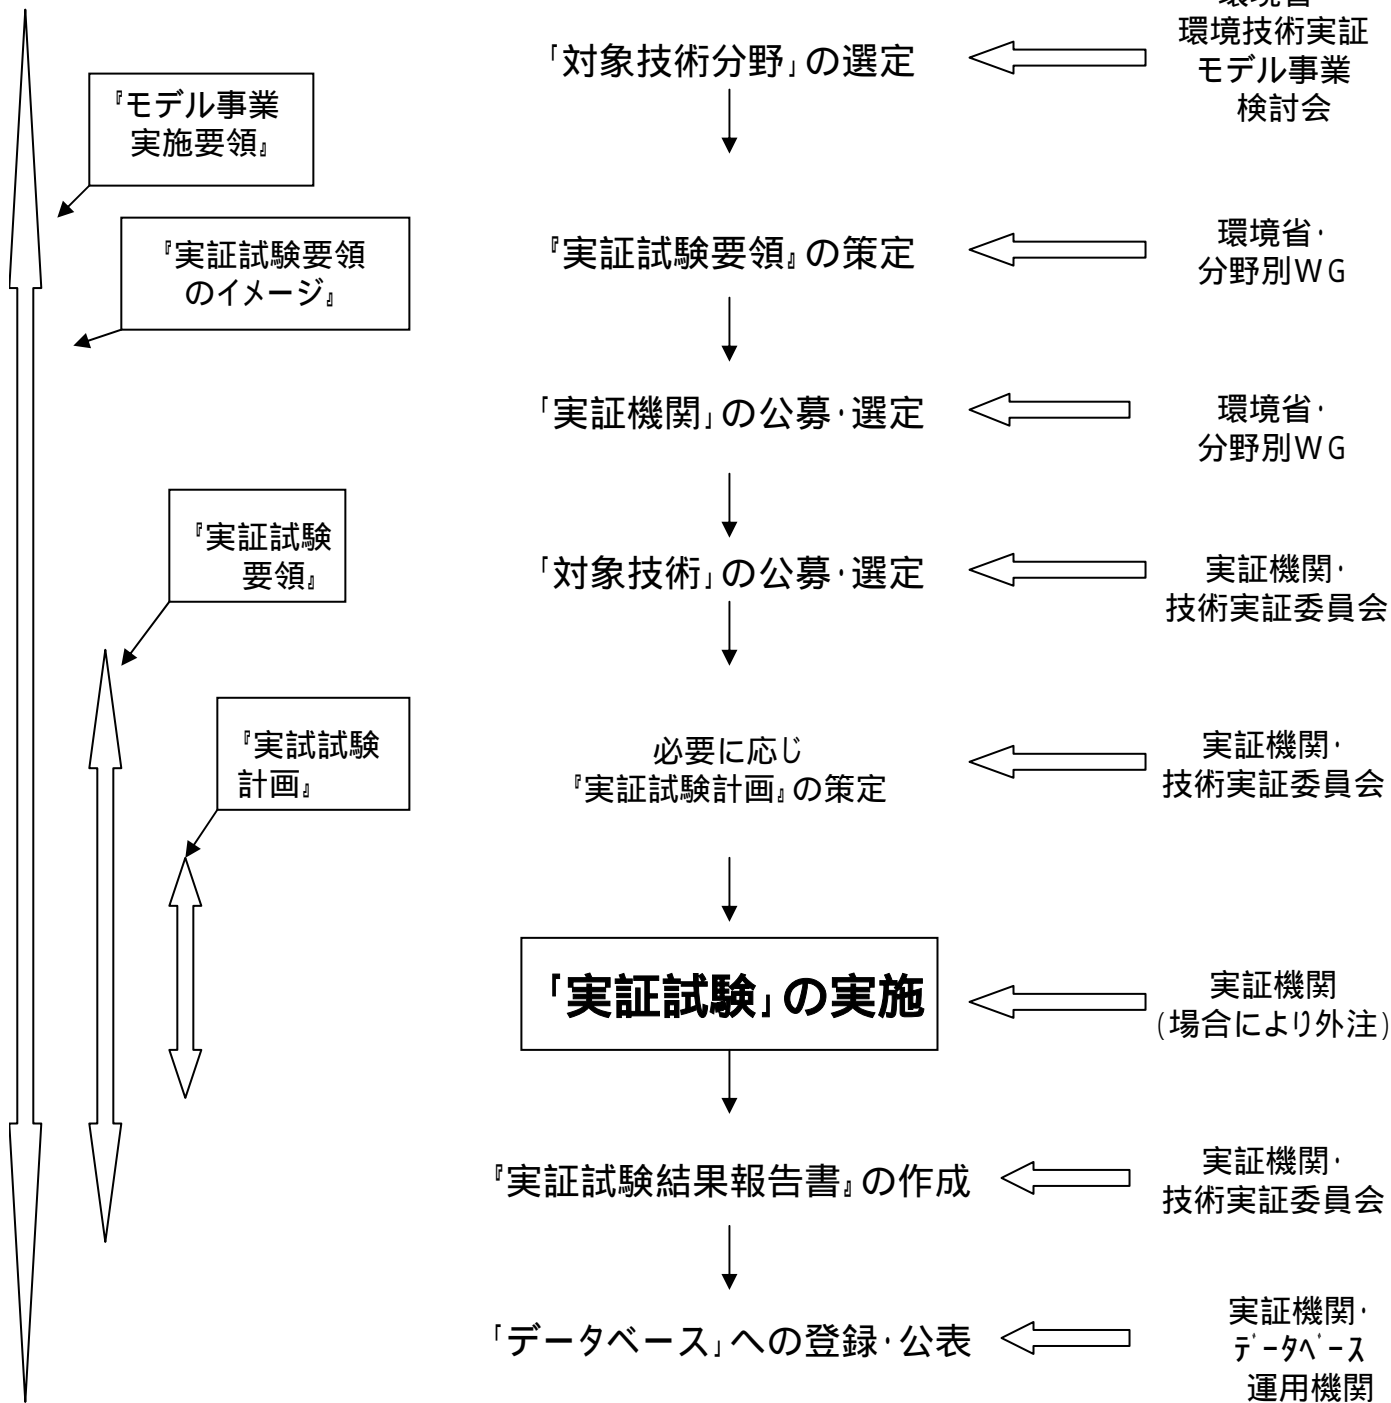 『モデル事業
実施要領』
『実証試験要領
のイメージ』
『実証試験
要領』
『実試試験
計画』
「対象技術分野」の選定
『実証試験要領』の策定
「実証機関」の公募・選定
「対象技術」の公募・選定
必要に応じ
『実証試験計画』の策定
「実証試験」の実施
『実証試験結果報告書』の作成
「データベース」への登録・公表
環境省
環境技術実証
モデル事業
検討会
環境省・
分野別WG
環境省・
分野別WG
実証機関・
技術実証委員会
実証機関・
技術実証委員会
実証機関
(場合により外注)
実証機関・
技術実証委員会
実証機関・
ﾃﾞｰﾀﾍﾞｰｽ
運用機関